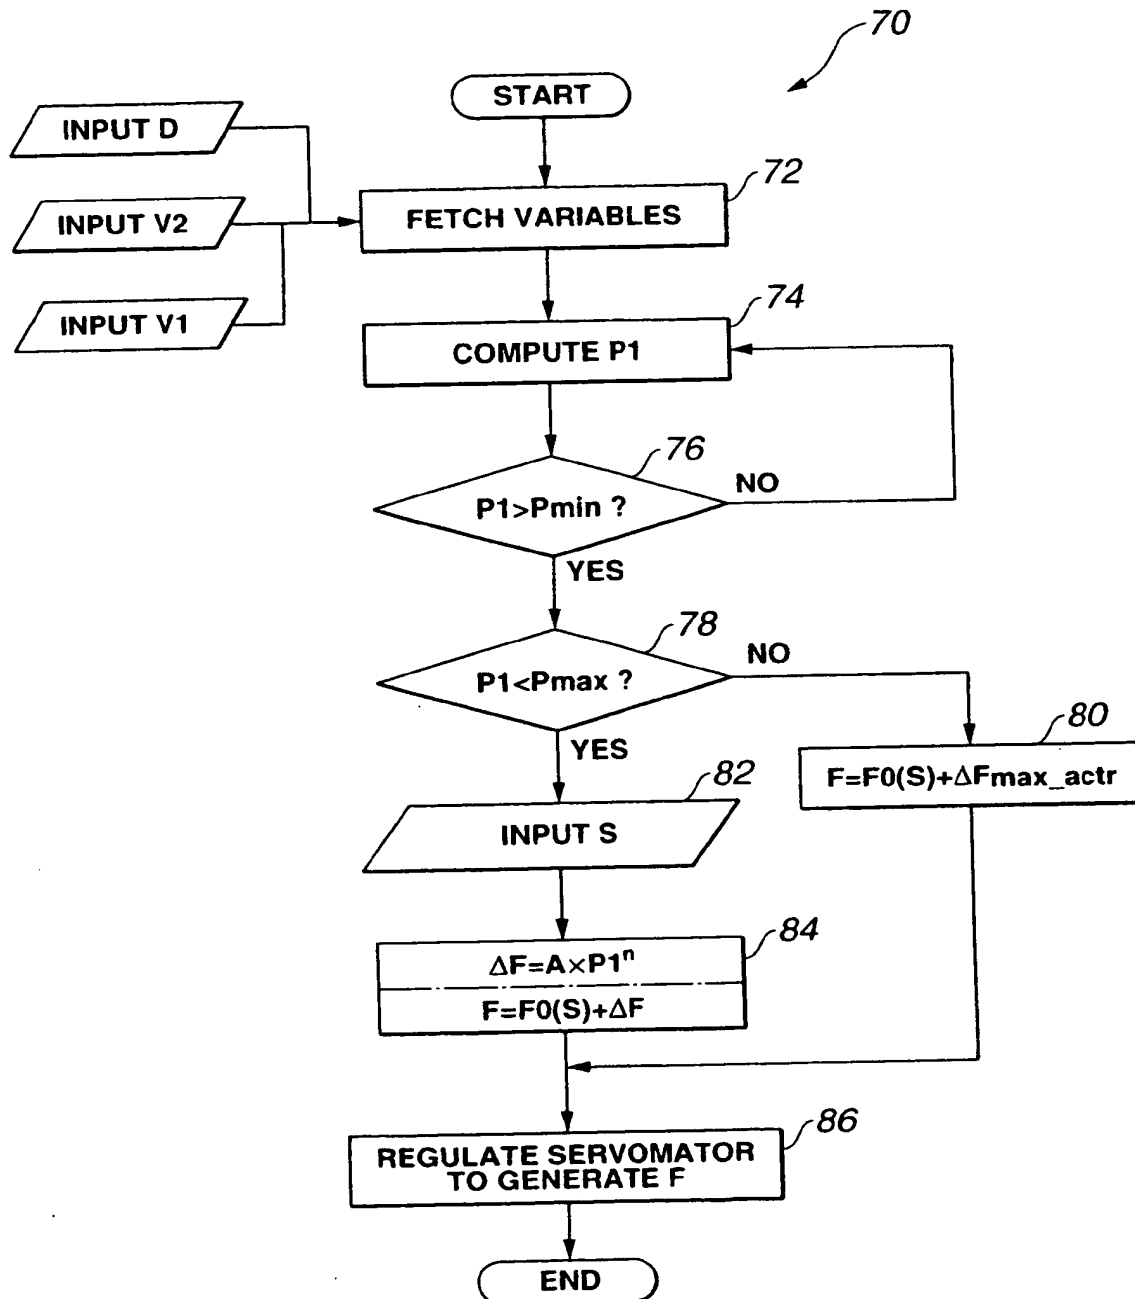 70
START
INPUT D
72
INPUT V2
FETCH VARIABLES
INPUT V1
74
COMPUTE P1
76
P1>Pmin ?
NO
YES
78
P1<Pmax ?
NO
YES
80
F=F0(S)+ΔFmax_actr
82
INPUT S
84
ΔF=A×P1ⁿ
F=F0(S)+ΔF
86
REGULATE SERVOMATOR
TO GENERATE F
END